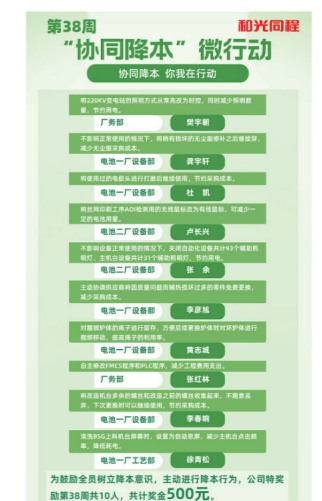 第38周
和光同程
“协同降本”微行动
协同降本 你我在行动
明220KV变电站的照明方式从常亮改为时控，同时减少照明数
量，节约用电。
厂务部 樊宇朝
不影响正常使用的情况下，将稍有损坏的无尘服修补之后继续穿，
减少无尘服采购成本。
电池一厂设备部 龚宇轩
将使用过的电极头进行打磨后继续使用，节约采购成本。
电池一厂设备部 杜 凯
将丝网印刷工序AOI检测用的无线鼠标改为有线鼠标，可减少一
定的电池用量。
电池二厂设备部 卢长兴
不影响设备正常使用的情况下，关闭自动化设备共计93个辅助照
明灯、主机台设备共计31个辅助照明灯，节约用电。
电池二厂设备部 张 余
主动协调供应商将因质量问题而辅热损坏过多的零件免费更换，
减少采购成本。
电池一厂设备部 李彦旭
对捆绑炉体的绳子进行留存，方便后续更换炉体时对坏炉体进行
捆绑移动，提高绳子的利用率。
电池一厂设备部 黄志城
自主修改FMCS程序和PLC程序，减少工程费用支出。
厂务部 张红林
将改造机台多余的螺丝和改造之前的螺丝收集起来，不随意丢
弃，下次更换时可以继续使用，节约采购成本。
电池一厂设备部 李春响
清洗BSG上料机台屏幕时，设置为自动息屏，减少主机台点击频
率，降低耗电。
电池一厂工艺部 徐青松
为鼓励全员树立降本意识，主动进行降本行为，公司特奖
励第38周共10人，共计奖金500元。